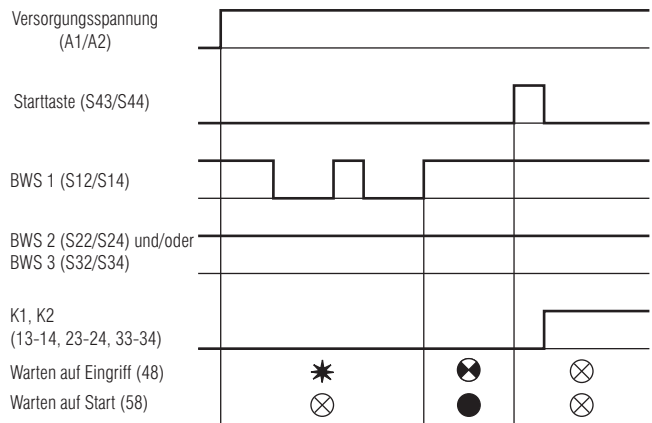 Versorgungsspannung
(A1/A2)
Starttaste (S43/S44)
BWS 1 (S12/S14)
BWS 2 (S22/S24) und/oder
BWS 3 (S32/S34)
K1, K2
(13-14, 23-24, 33-34)
Warten auf Eingriff (48)
Warten auf Start (58)